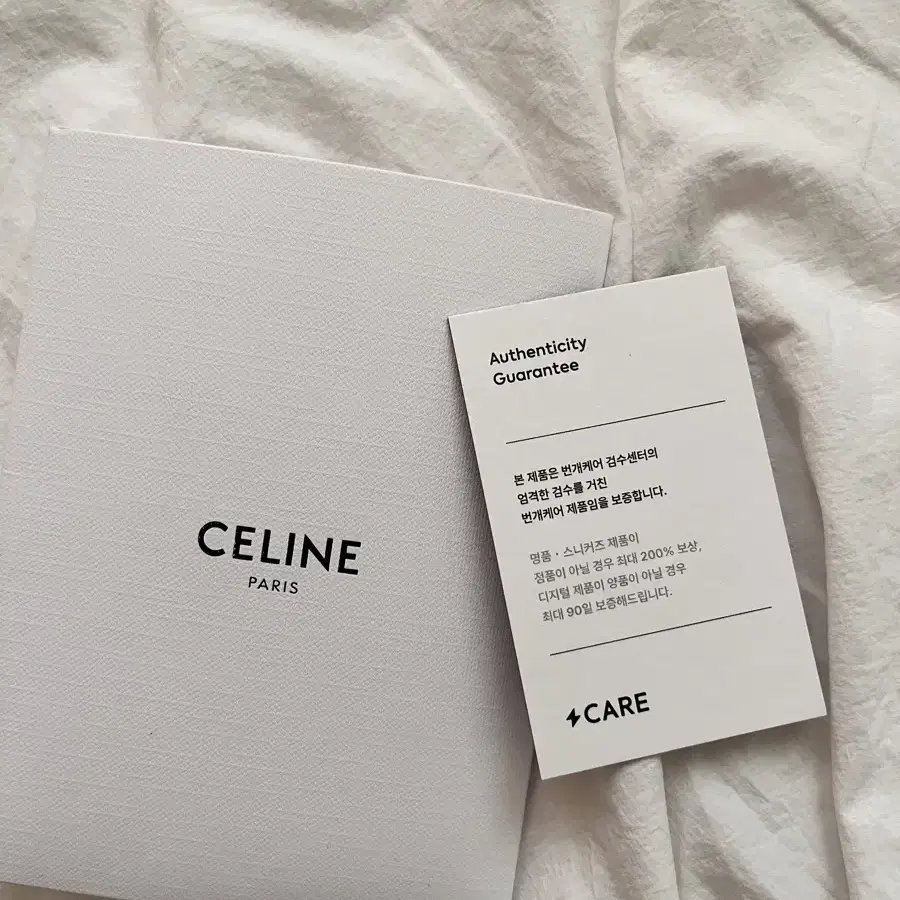 CELINE
PARIS
Authenticity
Guarantee
본 제품은 번개케어 검수센터의
엄격한 검수를 거친
번개케어 제품임을 보증합니다.
명품 · 스니커즈 제품이
정품이 아닐 경우 최대 200% 보상,
디지털 제품이 양품이 아닐 경우
최대 90일 보증해드립니다.
CARE